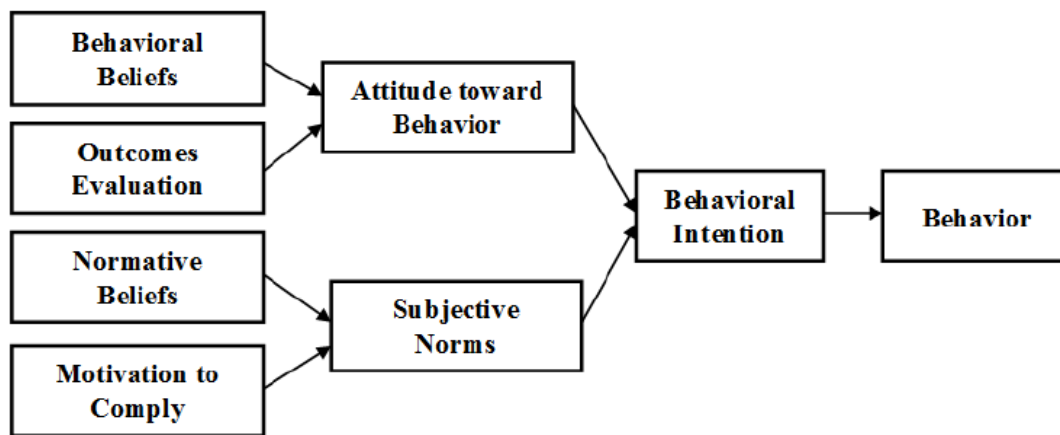 Behavioral
Beliefs
Outcomes
Evaluation
Normative
Beliefs
Motivation to
Comply
Attitude toward
Behavior
Subjective
Norms
Behavioral
Intention
Behavior